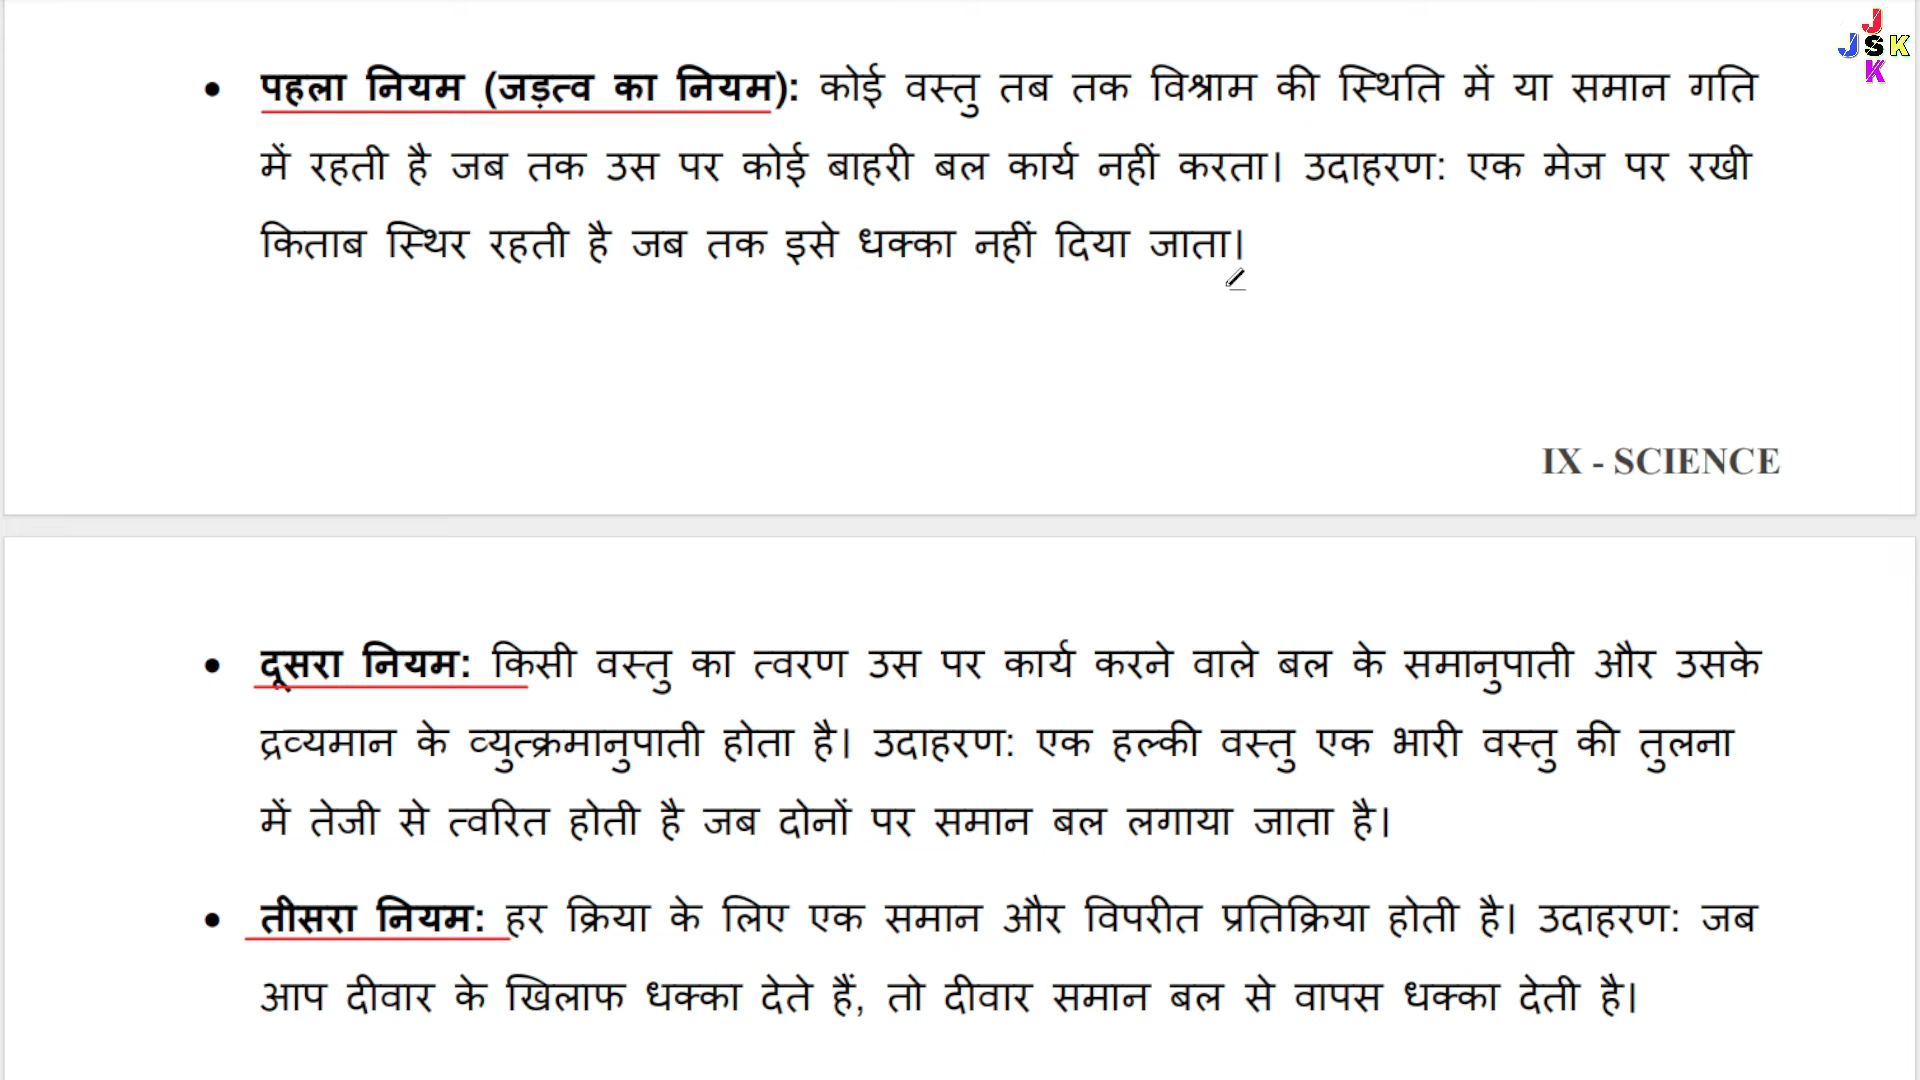 J
J S K
K
• पहला नियम (जड़त्व का नियम): कोई वस्तु तब तक विश्राम की स्थिति में या समान गति
में रहती है जब तक उस पर कोई बाहरी बल कार्य नहीं करता। उदाहरण: एक मेज पर रखी
किताब स्थिर रहती है जब तक इसे धक्का नहीं दिया जाता।
IX - SCIENCE
• दूसरा नियम: किसी वस्तु का त्वरण उस पर कार्य करने वाले बल के समानुपाती और उसके
द्रव्यमान के व्युत्क्रमानुपाती होता है। उदाहरण: एक हल्की वस्तु एक भारी वस्तु की तुलना
में तेजी से त्वरित होती है जब दोनों पर समान बल लगाया जाता है।
• तीसरा नियम: हर क्रिया के लिए एक समान और विपरीत प्रतिक्रिया होती है। उदाहरण: जब
आप दीवार के खिलाफ धक्का देते हैं, तो दीवार समान बल से वापस धक्का देती है।